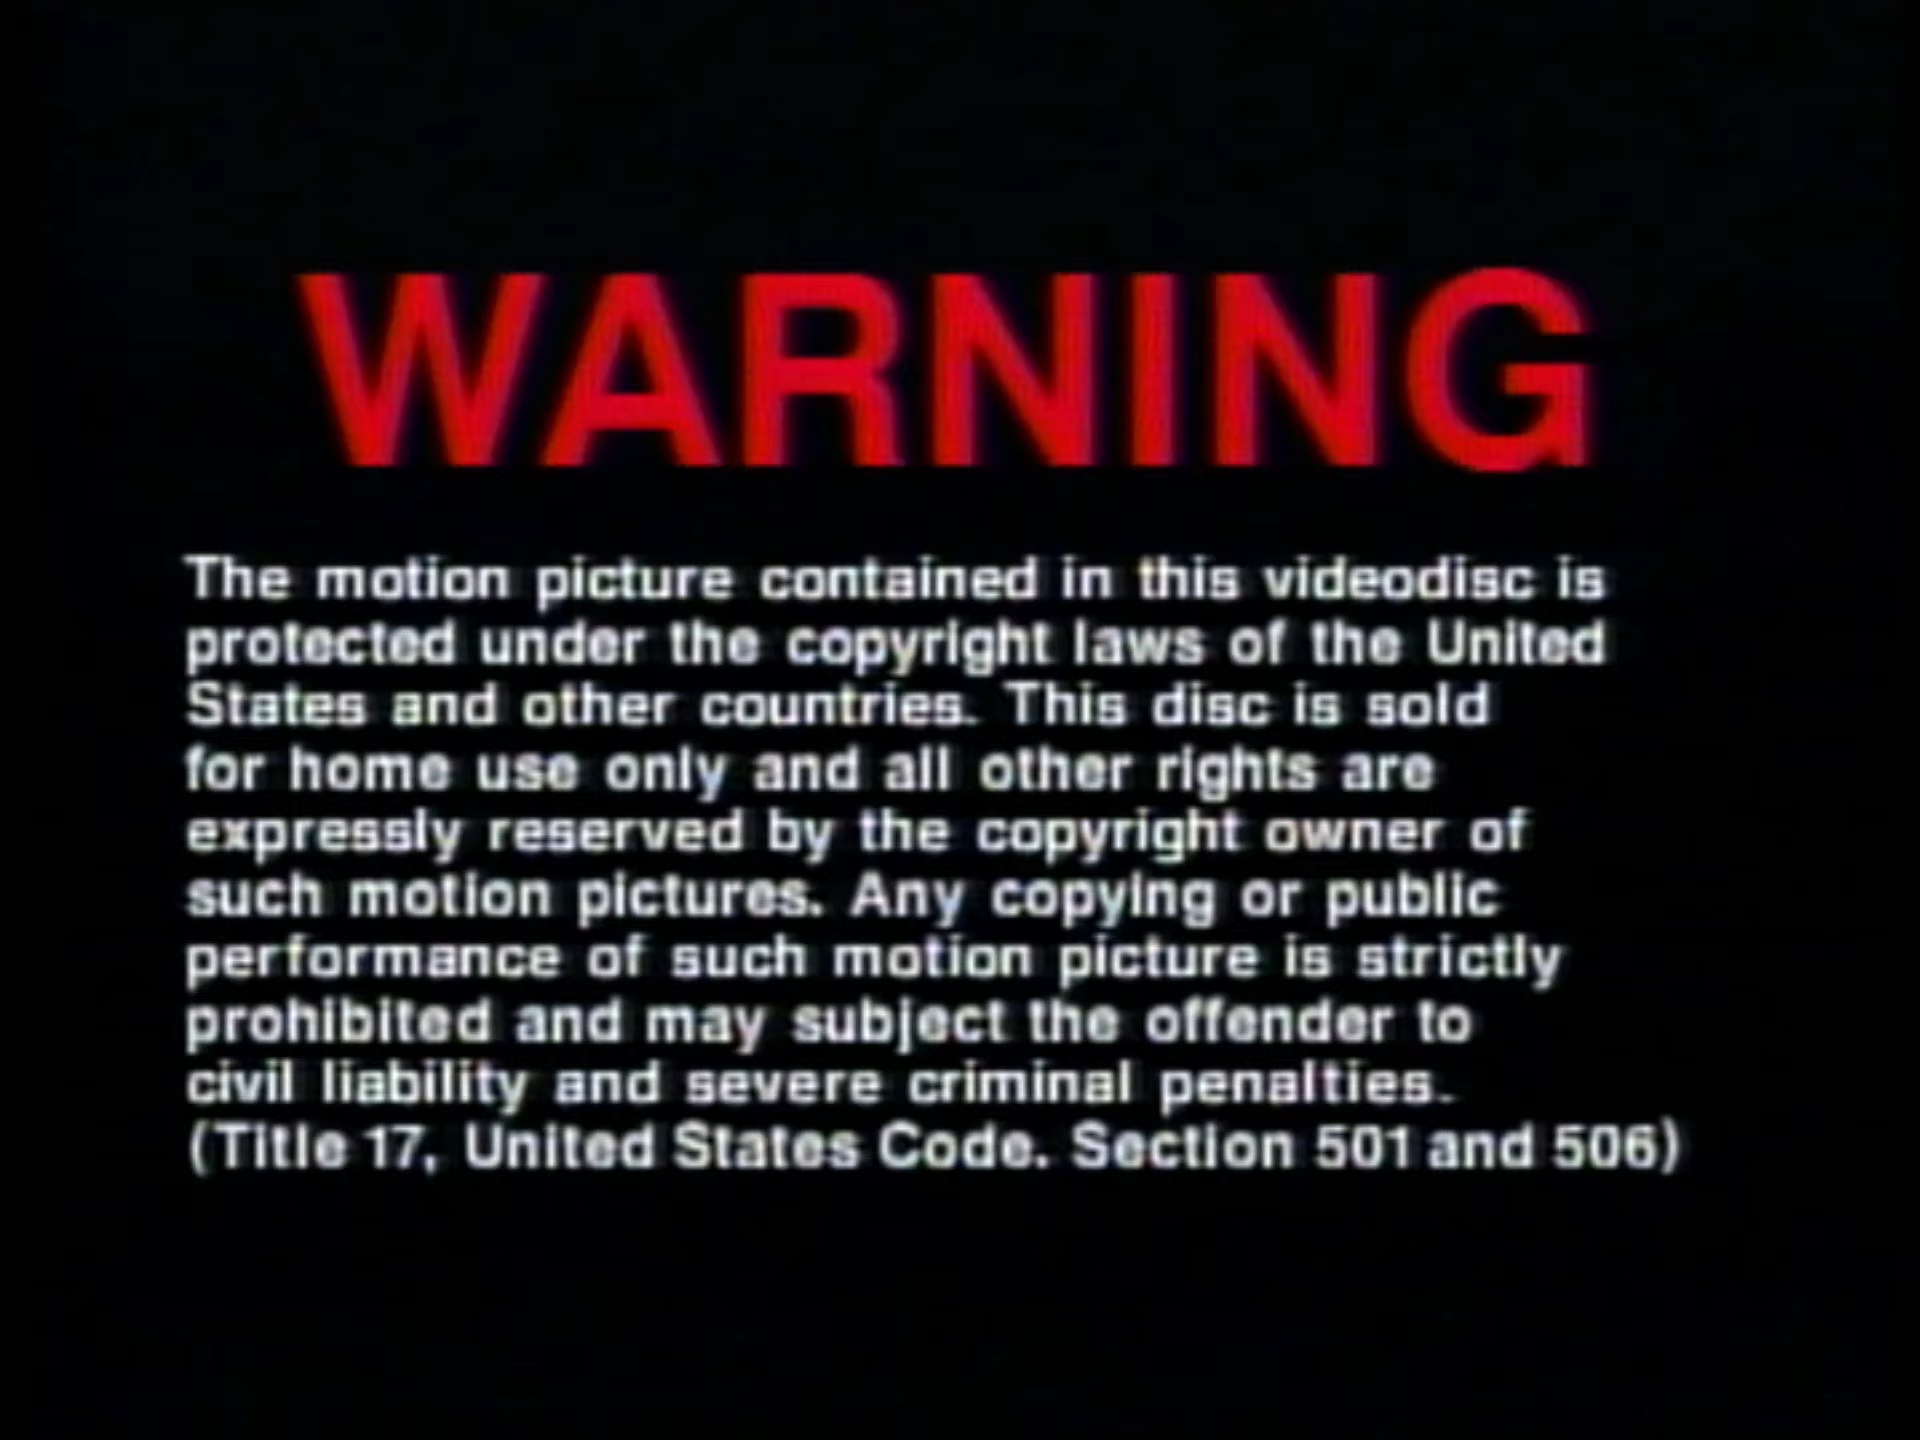 WARNING
The motion picture contained in this videodisc is
protected under the copyright laws of the United
States and other countries. This disc is sold
for home use only and all other rights are
expressly reserved by the copyright owner of
such motion pictures. Any copying or public
performance of such motion picture is strictly
prohibited and may subject the offender to
civil liability and severe criminal penalties.
(Title 17, United States Code. Section 501 and 506)